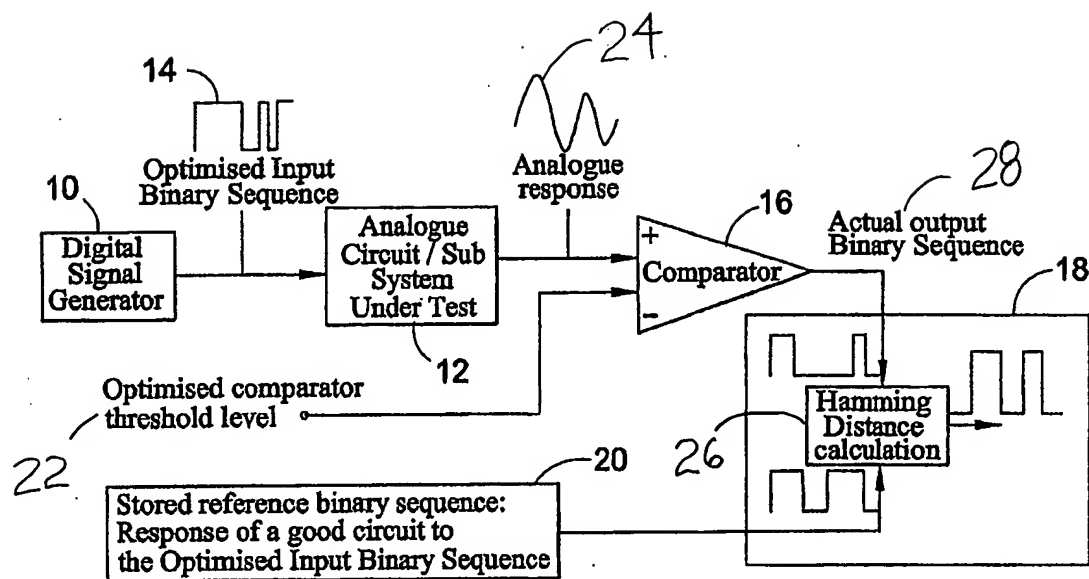 14
24
Optimised Input
Binary Sequence
Analogue
response
10
Digital
Signal
Generator
Analogue
Circuit / Sub
System
Under Test
12
+
Comparator
−
16
28
Actual output
Binary Sequence
18
Optimised comparator
threshold level
22
Hamming
Distance
calculation
26
20
Stored reference binary sequence:
Response of a good circuit to
the Optimised Input Binary Sequence